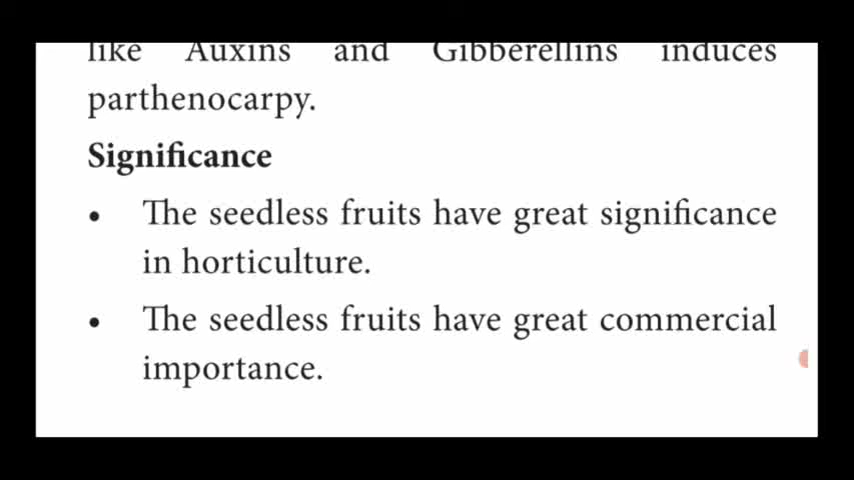 like Auxins and Gibberellins induces
parthenocarpy.
Significance
• The seedless fruits have great significance
in horticulture.
• The seedless fruits have great commercial
importance.